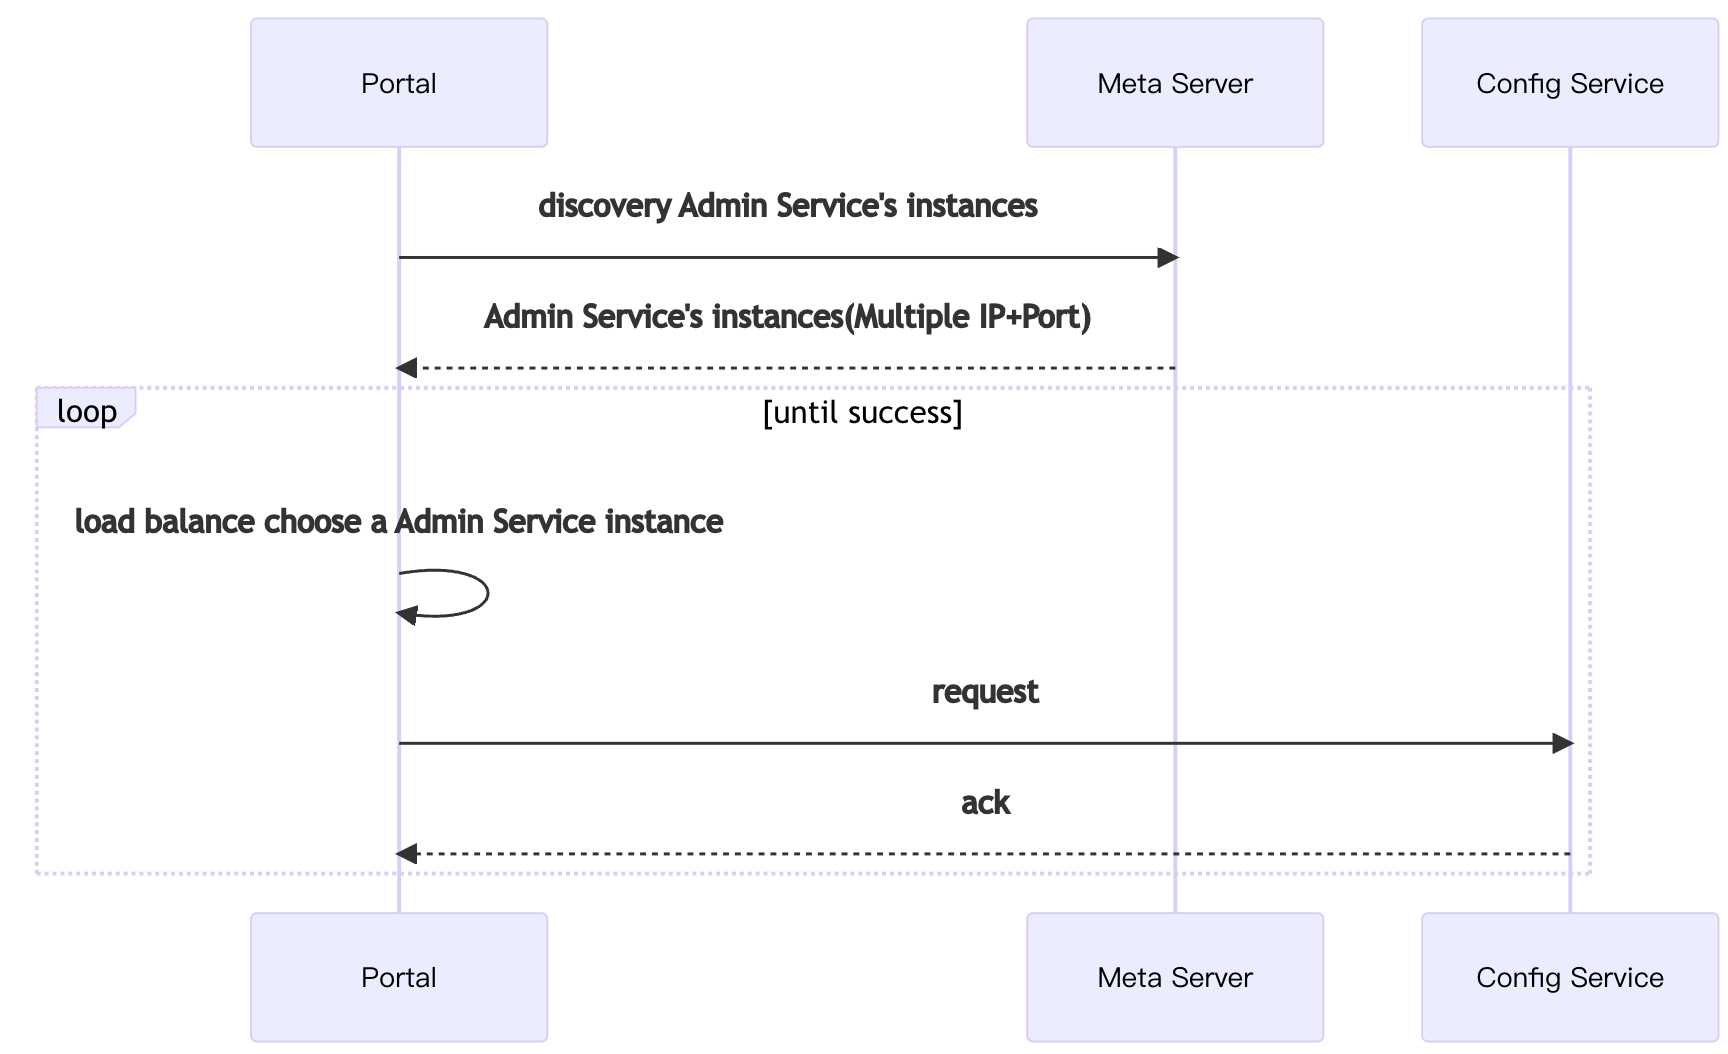 Portal
Meta Server
Config Service
discovery Admin Service's instances
Admin Service's instances(Multiple IP+Port)
loop
[until success]
load balance choose a Admin Service instance
request
ack
Portal
Meta Server
Config Service